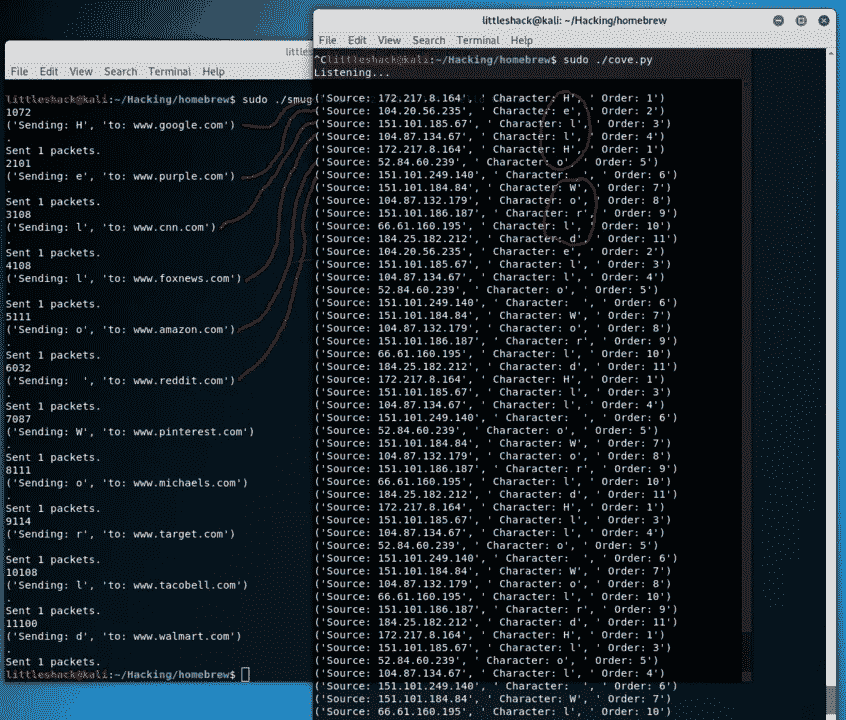 littles
File Edit View Search Terminal Help
littleshack@kali:~/Hacking/homebrew$ sudo ./smug
1072
('Sending: H', 'to: www.google.com')
.
Sent 1 packets.
2101
('Sending: e', 'to: www.purple.com')
.
Sent 1 packets.
3108
('Sending: l', 'to: www.cnn.com')
.
Sent 1 packets.
4108
('Sending: l', 'to: www.foxnews.com')
.
Sent 1 packets.
5111
('Sending: o', 'to: www.amazon.com')
.
Sent 1 packets.
6032
('Sending:  ', 'to: www.reddit.com')
.
Sent 1 packets.
7087
('Sending: W', 'to: www.pinterest.com')
.
Sent 1 packets.
8111
('Sending: o', 'to: www.michaels.com')
.
Sent 1 packets.
9114
('Sending: r', 'to: www.target.com')
.
Sent 1 packets.
10108
('Sending: l', 'to: www.tacobell.com')
.
Sent 1 packets.
11100
('Sending: d', 'to: www.walmart.com')
.
Sent 1 packets.
littleshack@kali:~/Hacking/homebrew$
littleshack@kali: ~/Hacking/homebrew
File Edit View Search Terminal Help
^Clittleshack@kali:~/Hacking/homebrew$ sudo ./cove.py
Listening...
('Source: 172.217.8.164', ' Character: H', ' Order: 1')
('Source: 104.20.56.235', ' Character: e', ' Order: 2')
('Source: 151.101.185.67', ' Character: l', ' Order: 3')
('Source: 104.87.134.67', ' Character: l', ' Order: 4')
('Source: 172.217.8.164', ' Character: H', ' Order: 1')
('Source: 52.84.60.239', ' Character: o', ' Order: 5')
('Source: 151.101.249.140', ' Character:  ', ' Order: 6')
('Source: 151.101.184.84', ' Character: W', ' Order: 7')
('Source: 104.87.132.179', ' Character: o', ' Order: 8')
('Source: 151.101.186.187', ' Character: r', ' Order: 9')
('Source: 66.61.160.195', ' Character: l', ' Order: 10')
('Source: 184.25.182.212', ' Character: d', ' Order: 11')
('Source: 104.20.56.235', ' Character: e', ' Order: 2')
('Source: 151.101.185.67', ' Character: l', ' Order: 3')
('Source: 104.87.134.67', ' Character: l', ' Order: 4')
('Source: 52.84.60.239', ' Character: o', ' Order: 5')
('Source: 151.101.249.140', ' Character:  ', ' Order: 6')
('Source: 151.101.184.84', ' Character: W', ' Order: 7')
('Source: 104.87.132.179', ' Character: o', ' Order: 8')
('Source: 151.101.186.187', ' Character: r', ' Order: 9')
('Source: 66.61.160.195', ' Character: l', ' Order: 10')
('Source: 184.25.182.212', ' Character: d', ' Order: 11')
('Source: 172.217.8.164', ' Character: H', ' Order: 1')
('Source: 151.101.185.67', ' Character: l', ' Order: 3')
('Source: 104.87.134.67', ' Character: l', ' Order: 4')
('Source: 151.101.249.140', ' Character:  ', ' Order: 6')
('Source: 52.84.60.239', ' Character: o', ' Order: 5')
('Source: 151.101.184.84', ' Character: W', ' Order: 7')
('Source: 104.87.132.179', ' Character: o', ' Order: 8')
('Source: 151.101.186.187', ' Character: r', ' Order: 9')
('Source: 66.61.160.195', ' Character: l', ' Order: 10')
('Source: 184.25.182.212', ' Character: d', ' Order: 11')
('Source: 172.217.8.164', ' Character: H', ' Order: 1')
('Source: 151.101.185.67', ' Character: l', ' Order: 3')
('Source: 104.87.134.67', ' Character: l', ' Order: 4')
('Source: 52.84.60.239', ' Character: o', ' Order: 5')
('Source: 151.101.249.140', ' Character:  ', ' Order: 6')
('Source: 151.101.184.84', ' Character: W', ' Order: 7')
('Source: 104.87.132.179', ' Character: o', ' Order: 8')
('Source: 66.61.160.195', ' Character: l', ' Order: 10')
('Source: 151.101.186.187', ' Character: r', ' Order: 9')
('Source: 184.25.182.212', ' Character: d', ' Order: 11')
('Source: 172.217.8.164', ' Character: H', ' Order: 1')
('Source: 151.101.185.67', ' Character: l', ' Order: 3')
('Source: 52.84.60.239', ' Character: o', ' Order: 5')
('Source: 104.87.134.67', ' Character: l', ' Order: 4')
('Source: 151.101.249.140', ' Character:  ', ' Order: 6')
('Source: 151.101.184.84', ' Character: W', ' Order: 7')
('Source: 66.61.160.195', ' Character: l', ' Order: 10')